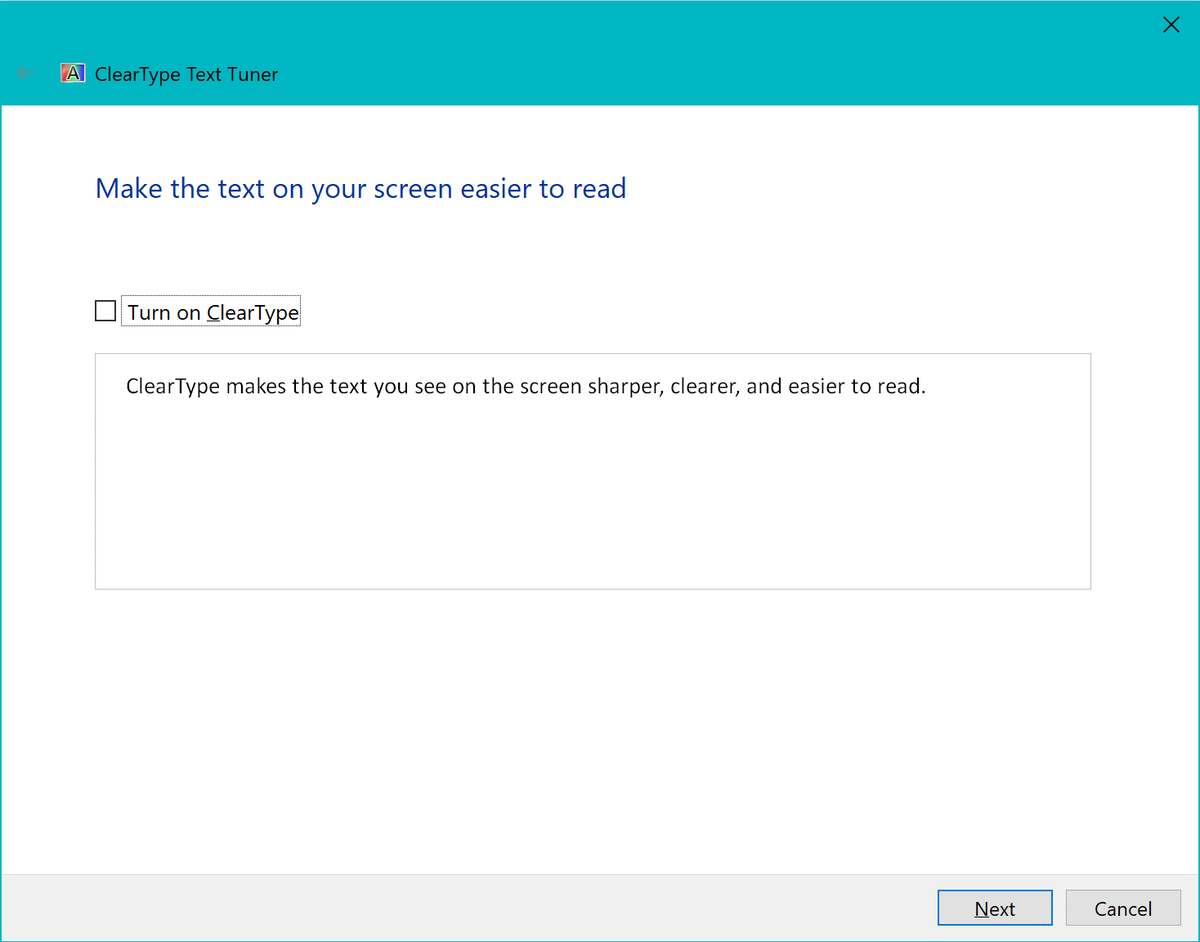 ClearType Text Tuner
Make the text on your screen easier to read
Turn on ClearType
ClearType makes the text you see on the screen sharper, clearer, and easier to read.
Next
Cancel